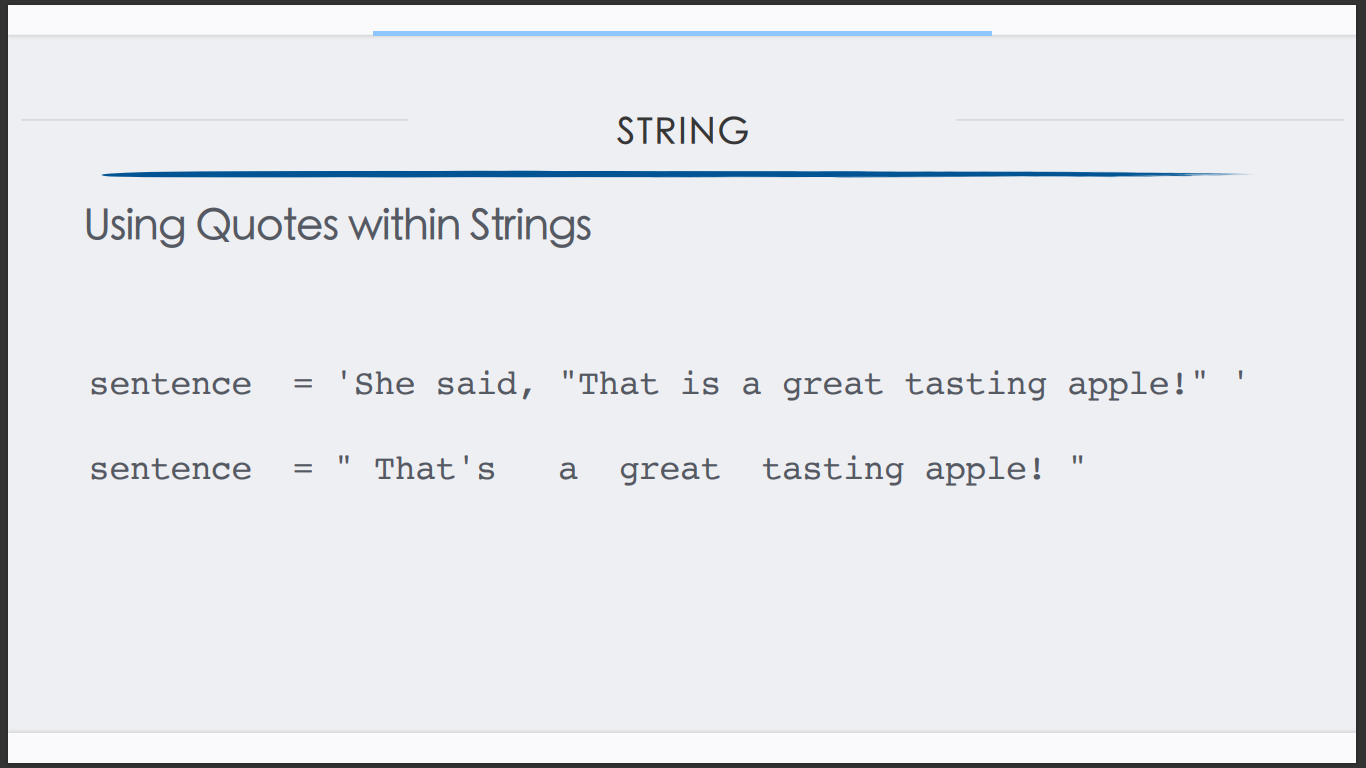 STRING
Using Quotes within Strings
sentence  = 'She said, "That is a great tasting apple!" '
sentence  = " That's   a  great  tasting apple! "